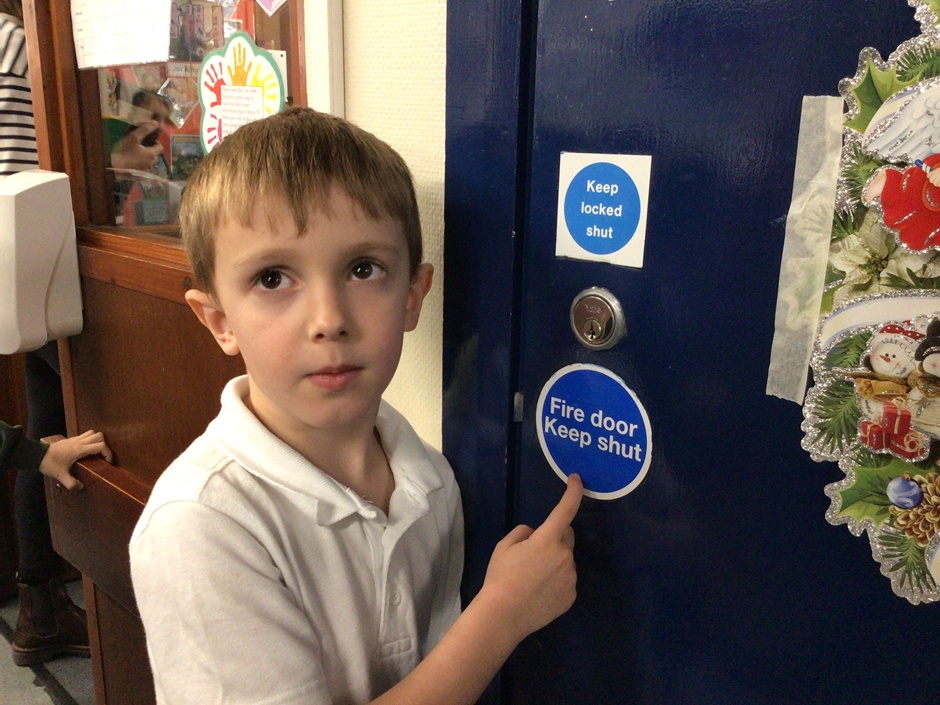 Keep
locked
shut
Fire door
Keep shut